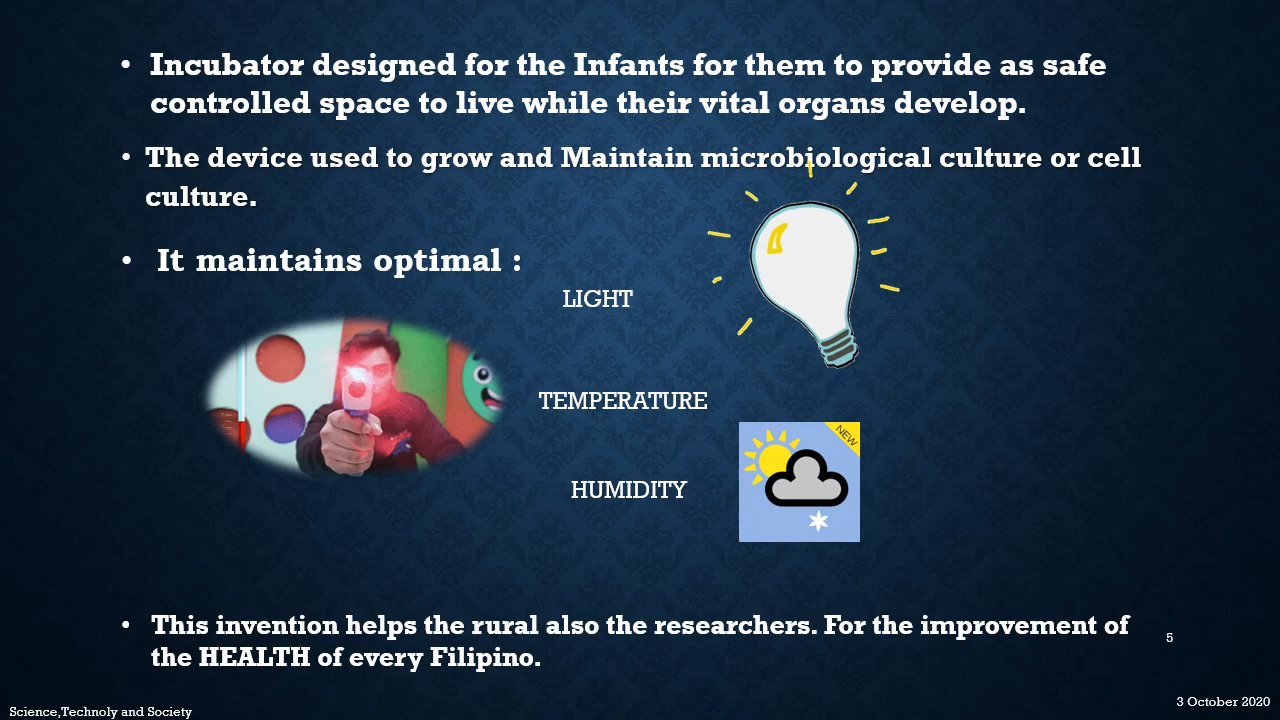 • Incubator designed for the Infants for them to provide as safe
controlled space to live while their vital organs develop.
• The device used to grow and Maintain microbiological culture or cell
culture.
• It maintains optimal :
LIGHT
TEMPERATURE
NEW
HUMIDITY
• This invention helps the rural also the researchers. For the improvement of
the HEALTH of every Filipino.
5
3 October 2020
Science,Technoly and Society